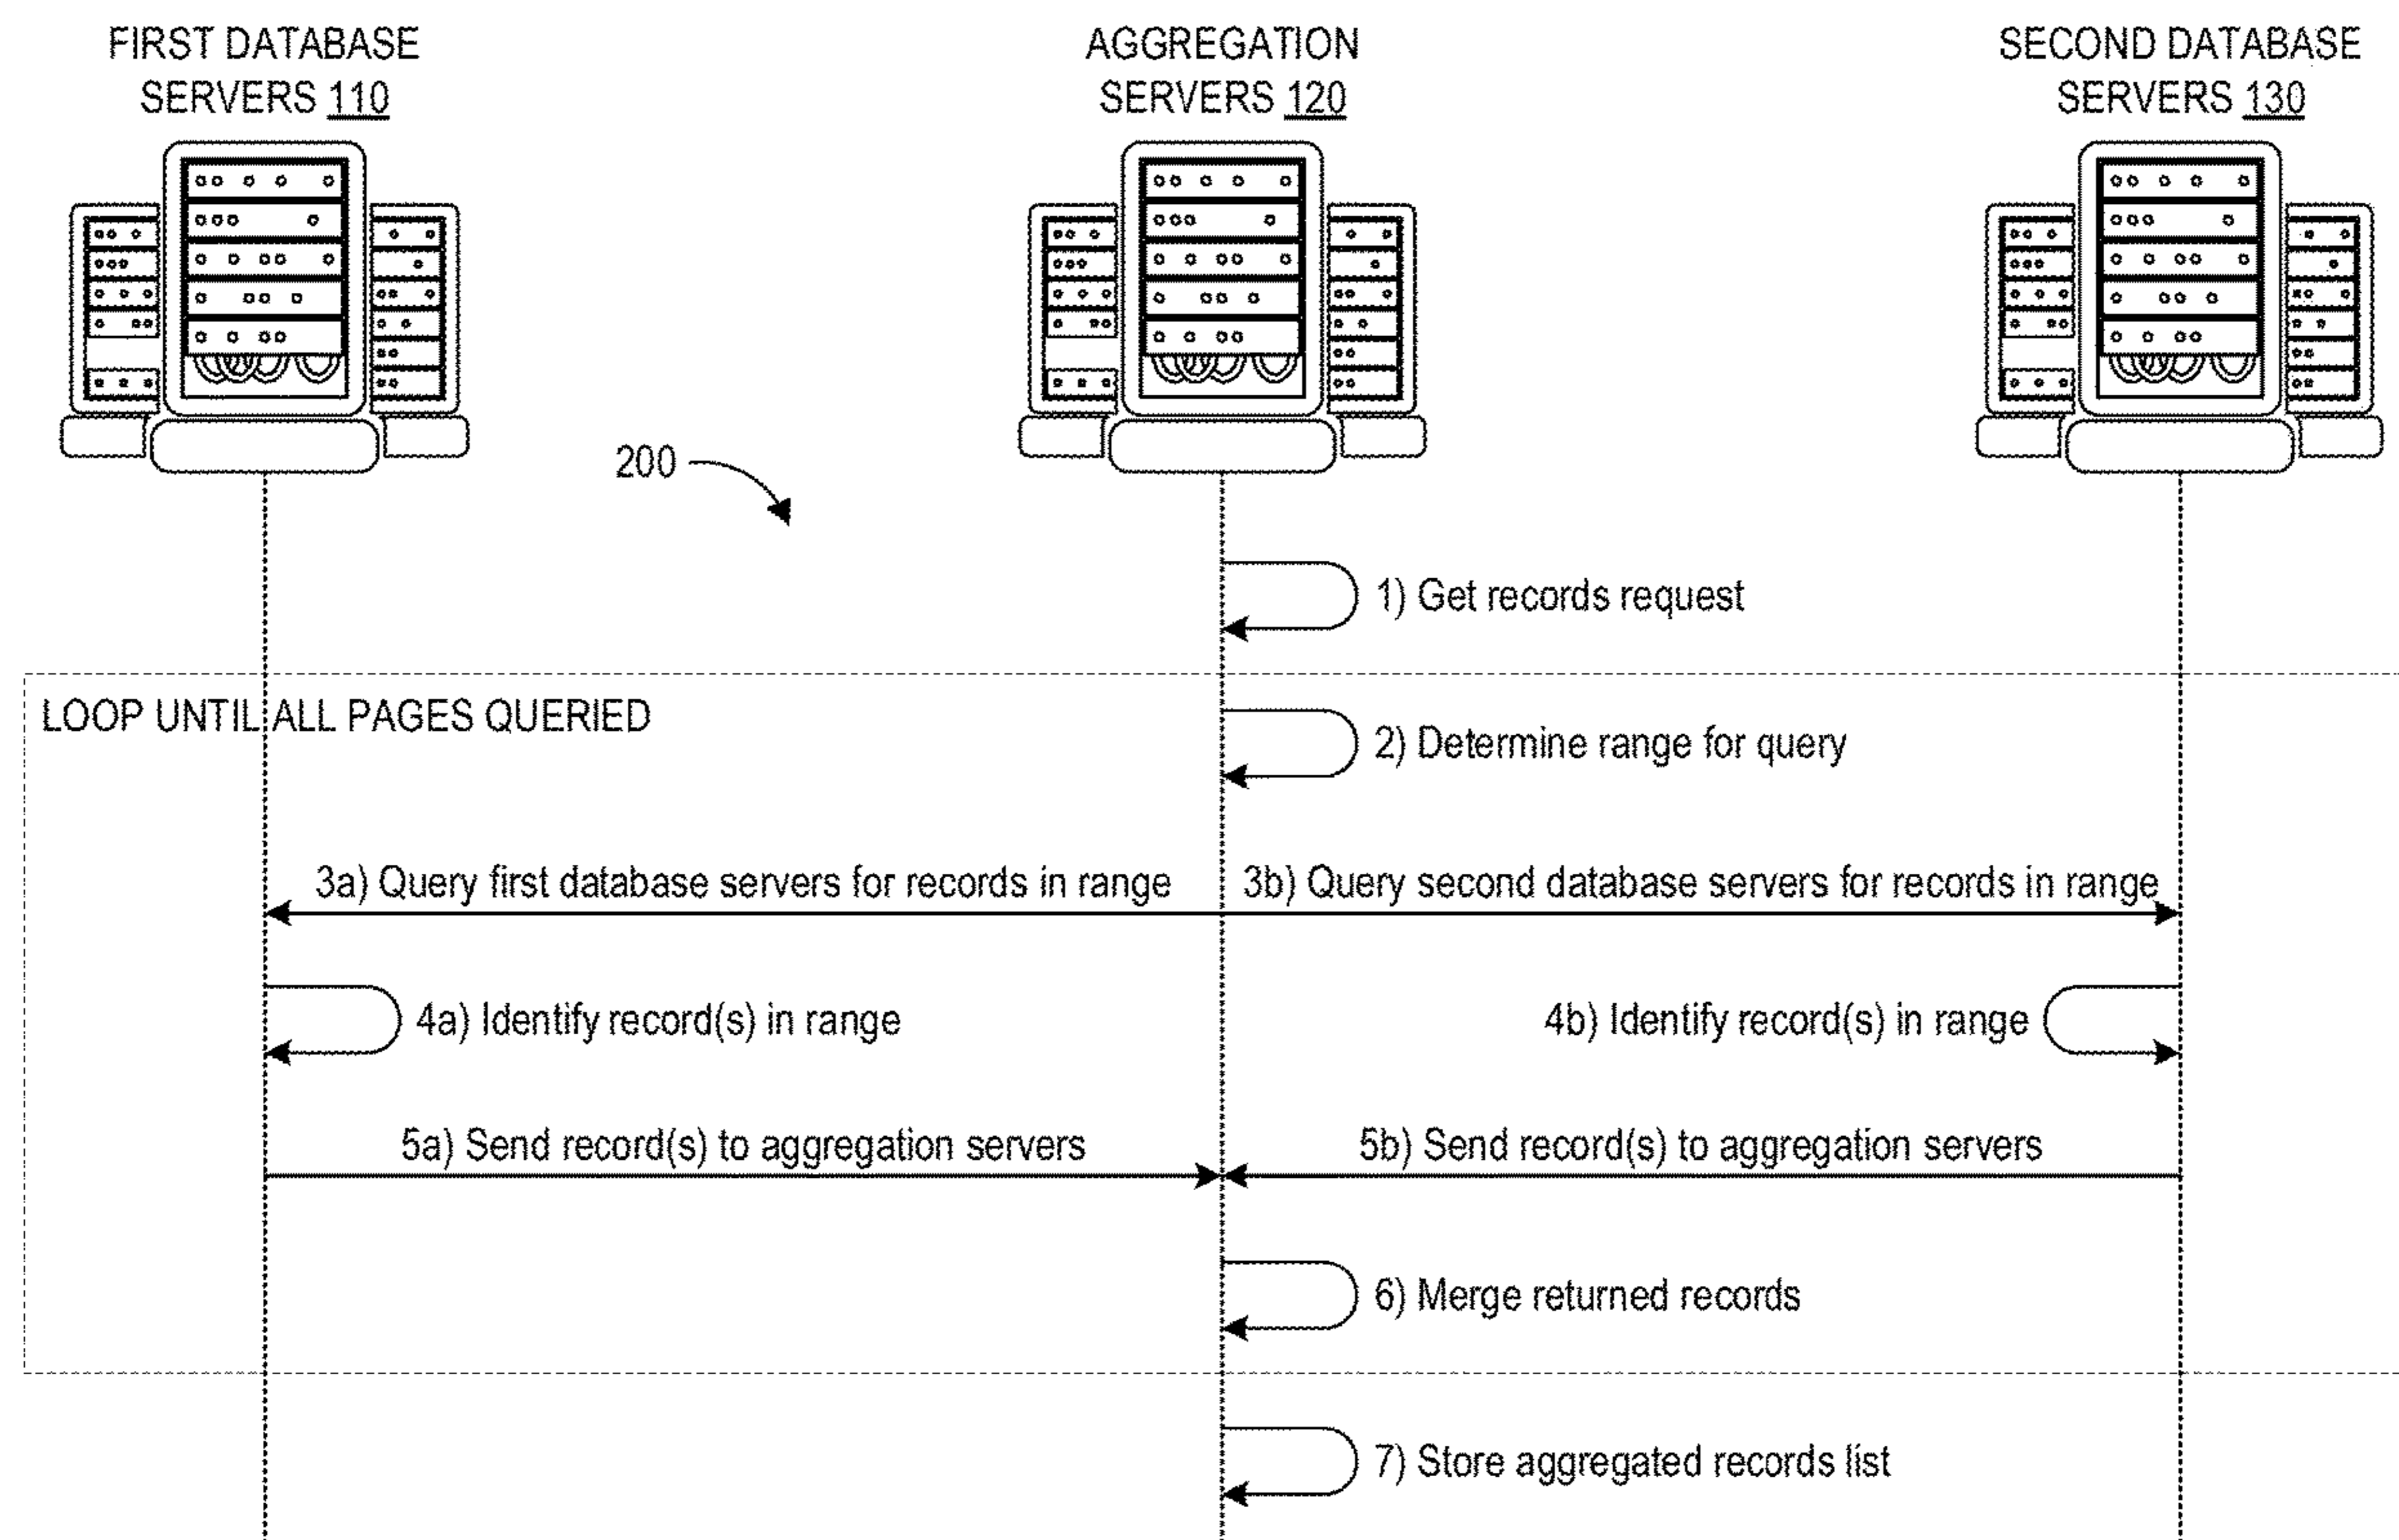 FIRST DATABASE
SERVERS 110
AGGREGATION
SERVERS 120
SECOND DATABASE
SERVERS 130
200
1) Get records request
LOOP UNTIL ALL PAGES QUERIED
2) Determine range for query
3a) Query first database servers for records in range
3b) Query second database servers for records in range
4a) Identify record(s) in range
4b) Identify record(s) in range
5a) Send record(s) to aggregation servers
5b) Send record(s) to aggregation servers
6) Merge returned records
7) Store aggregated records list